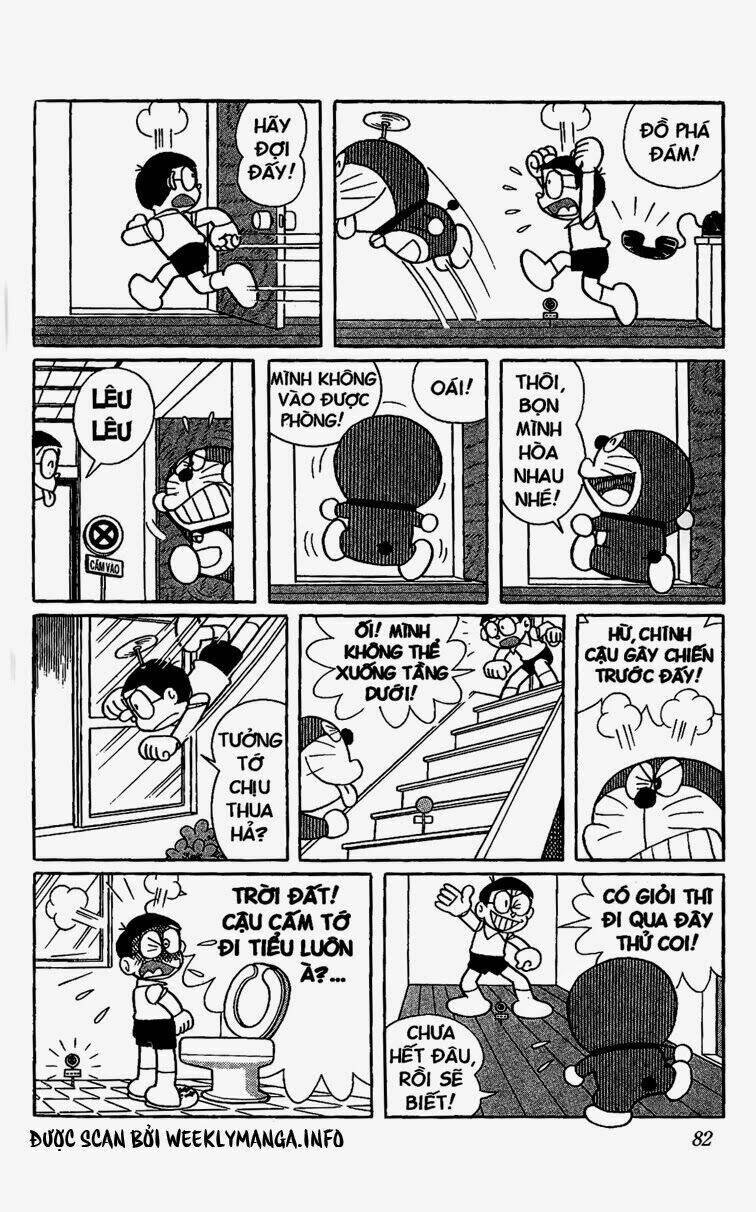 HÃY
ĐỢI
ĐẤY!
ĐỒ PHÁ
ĐÁM!
LÊU
LÊU
CẤM VÀO
MÌNH KHÔNG
VÀO ĐƯỢC
PHÒNG!
OÁI!
THÔI,
BỌN
MÌNH
HÒA
NHAU
NHÉ!
TƯỞNG
TỚ
CHỊU
THUA
HẢ?
ỐI! MÌNH
KHÔNG THỂ
XUỐNG TẦNG
DƯỚI!
HỪ, CHÍNH
CẬU GÂY CHIẾN
TRƯỚC ĐẤY!
TRỜI ĐẤT!
CẬU CẤM TỚ
ĐI TIỂU LUÔN
À?...
CÓ GIỎI THÌ
ĐI QUA ĐÂY
THỬ COI!
CHƯA
HẾT ĐÂU,
RỒI SẼ
BIẾT!
ĐƯỢC SCAN BỞI WEEKLYMANGA.INFO
82